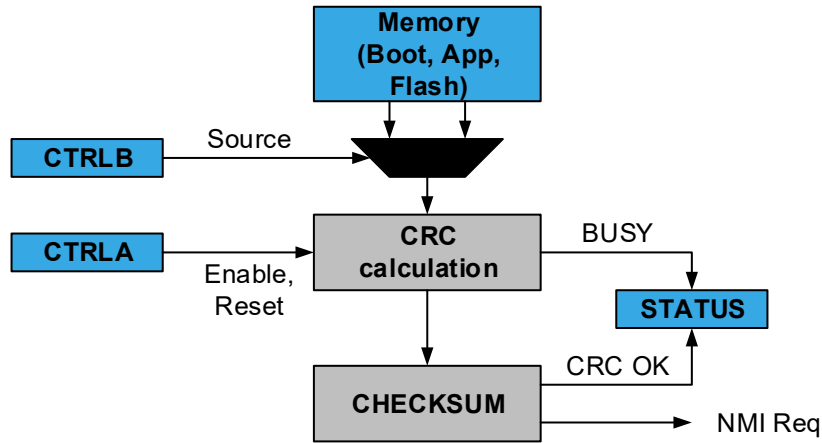 Memory
(Boot, App,
Flash)
CTRLB
Source
CTRLA
Enable,
Reset
CRC
calculation
BUSY
STATUS
CHECKSUM
CRC OK
NMI Req